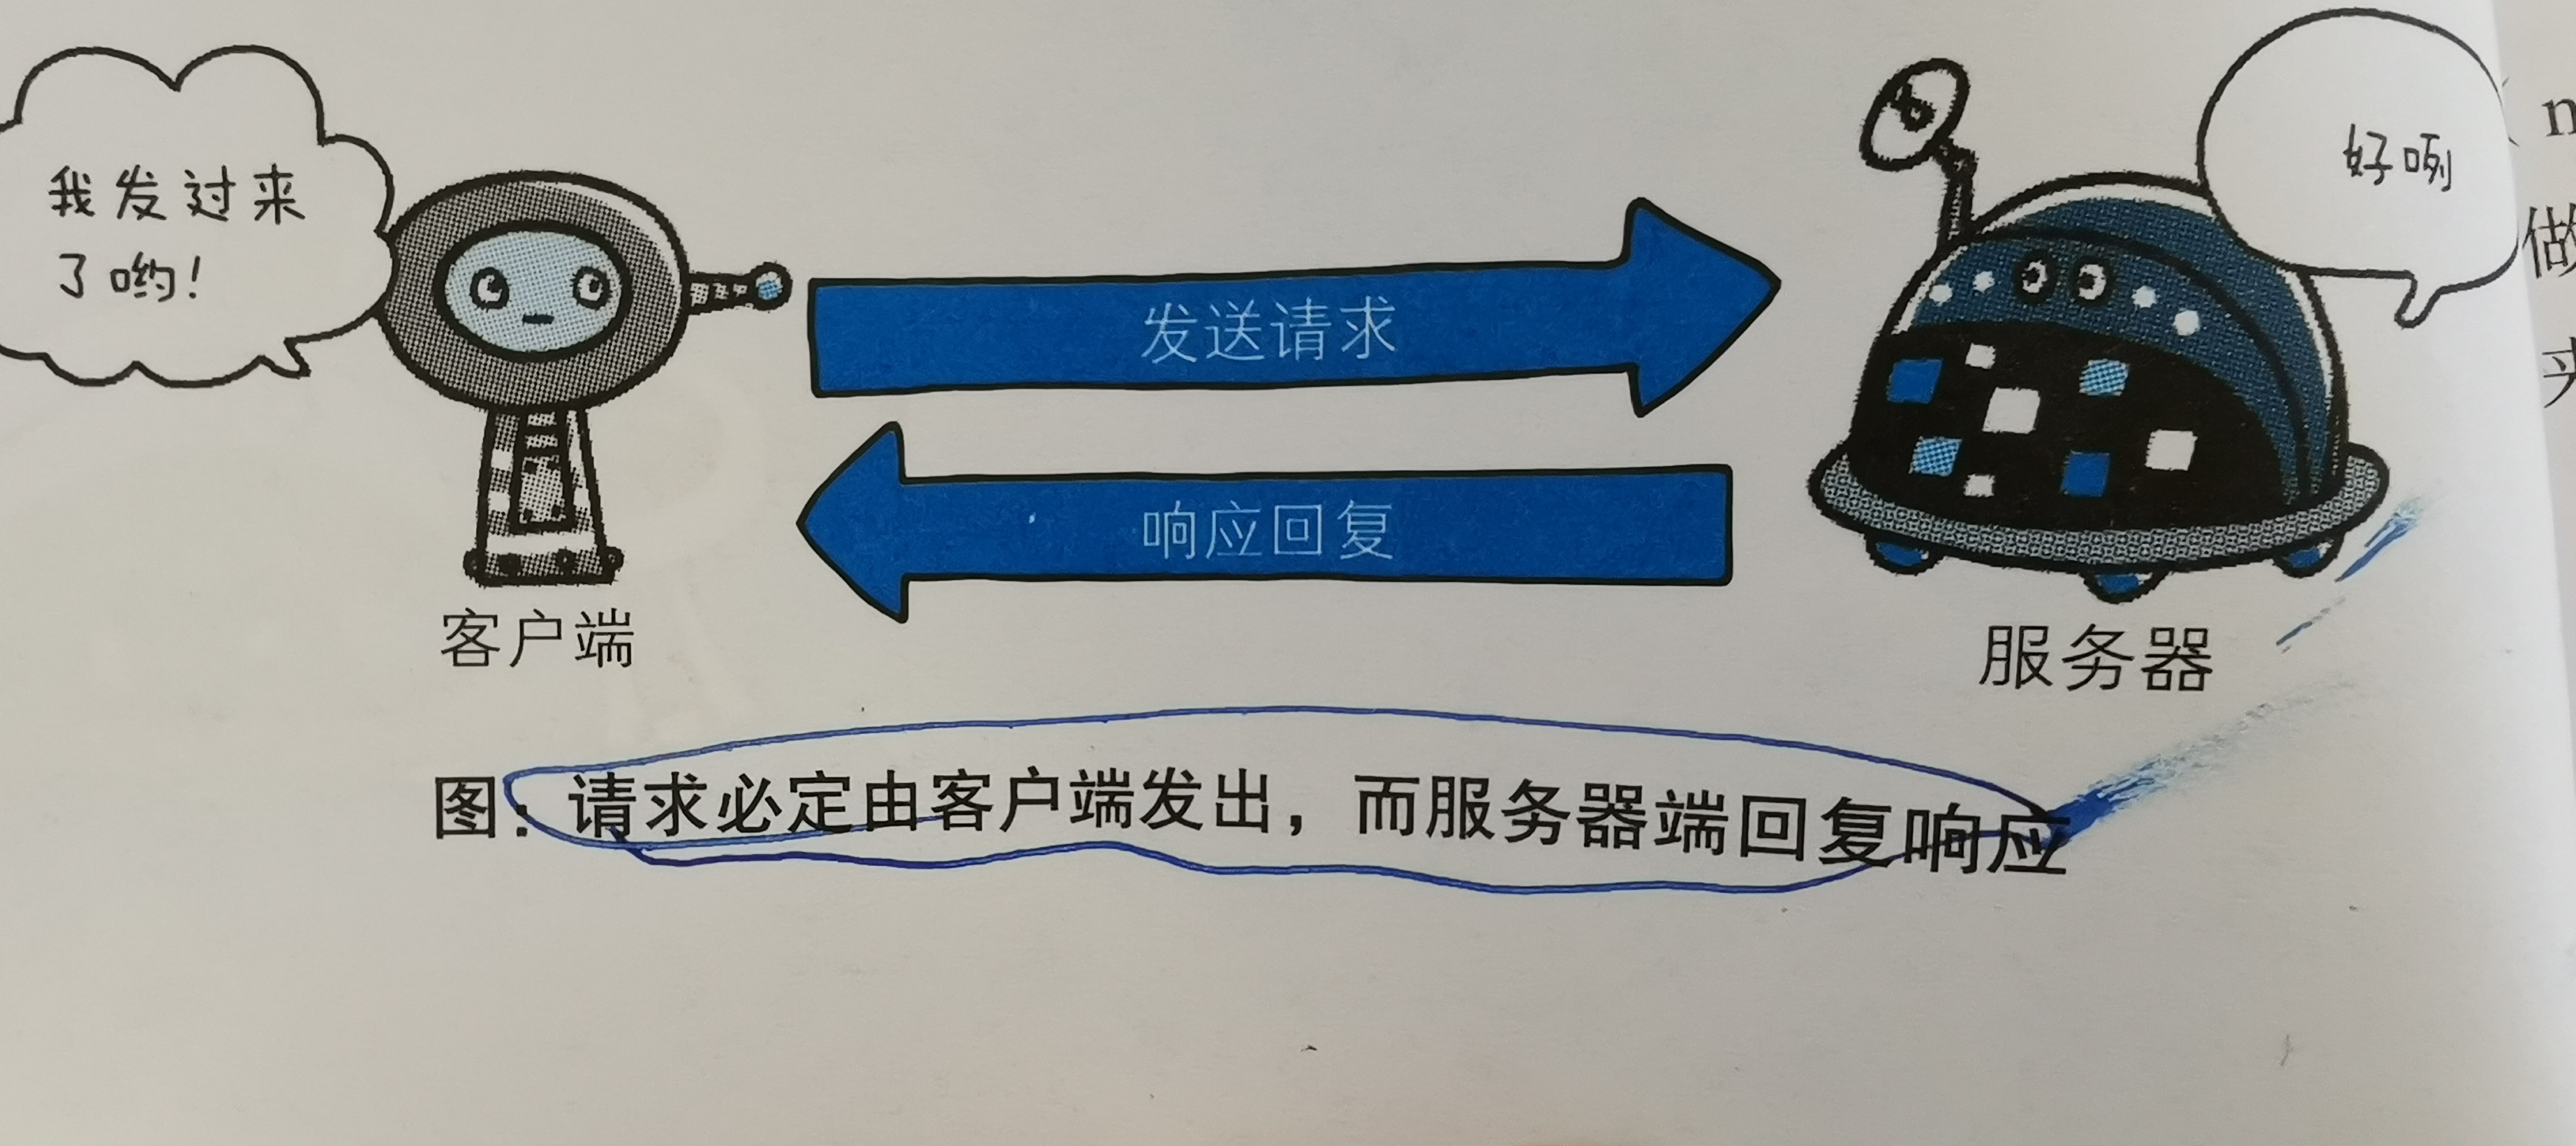 我发过来
了哟！
好咧
发送请求
响应回复
客户端
服务器
图：请求必定由客户端发出，而服务器端回复响应